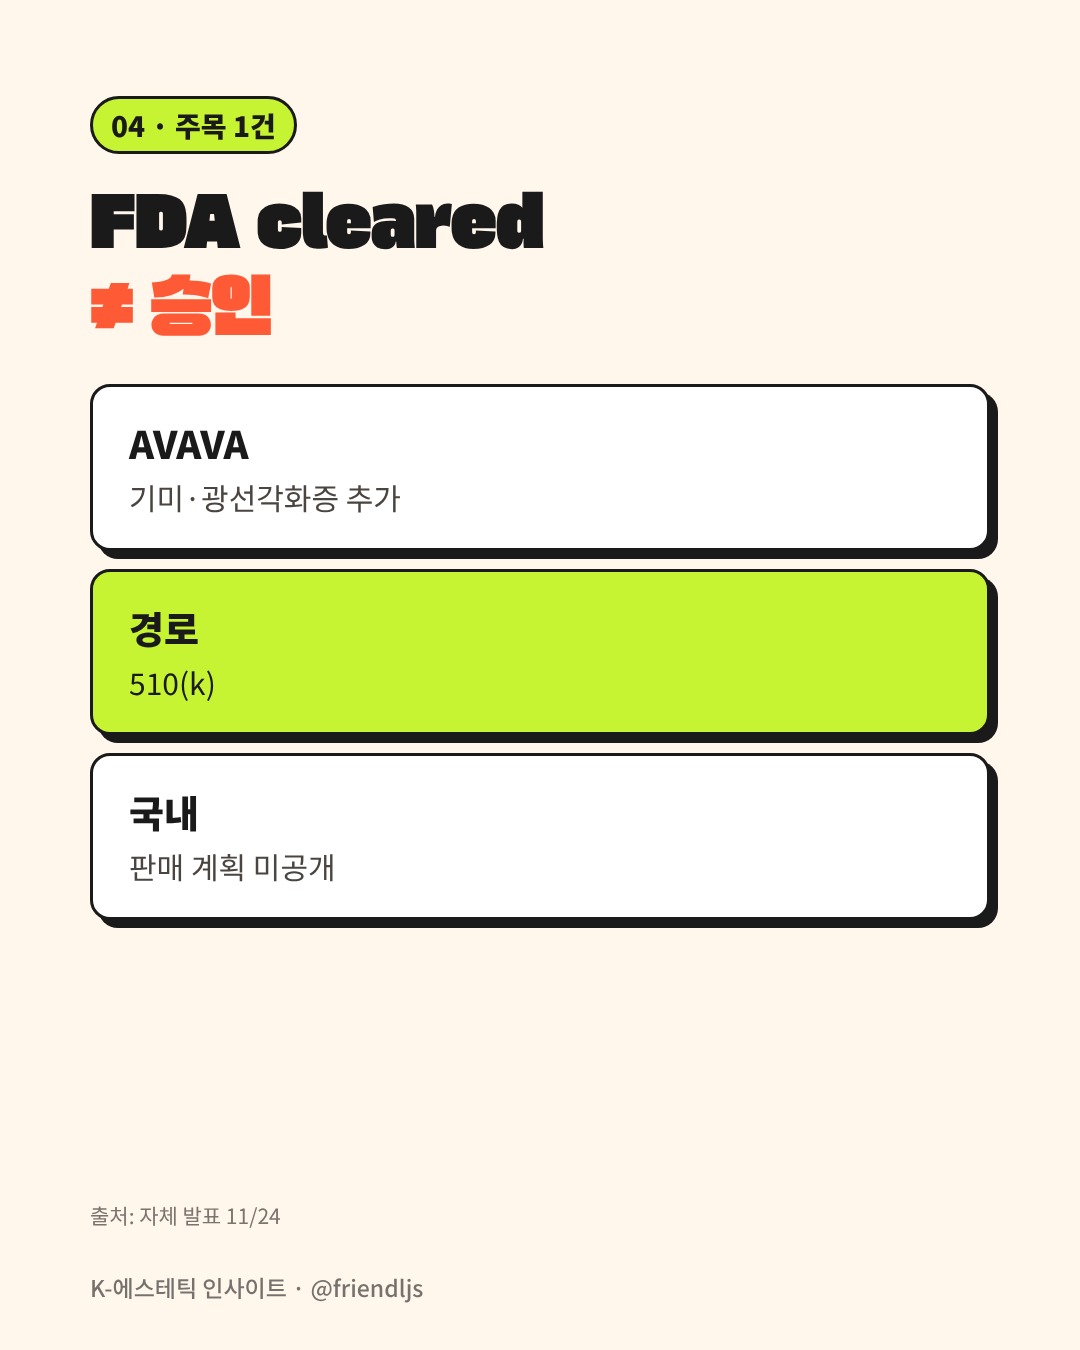 04 · 주목 1건
FDA cleared
≠ 승인
AVAVA
기미·광선각화증 추가
경로
510(k)
국내
판매 계획 미공개
출처: 자체 발표 11/24
K-에스테틱 인사이트 · @friendljs